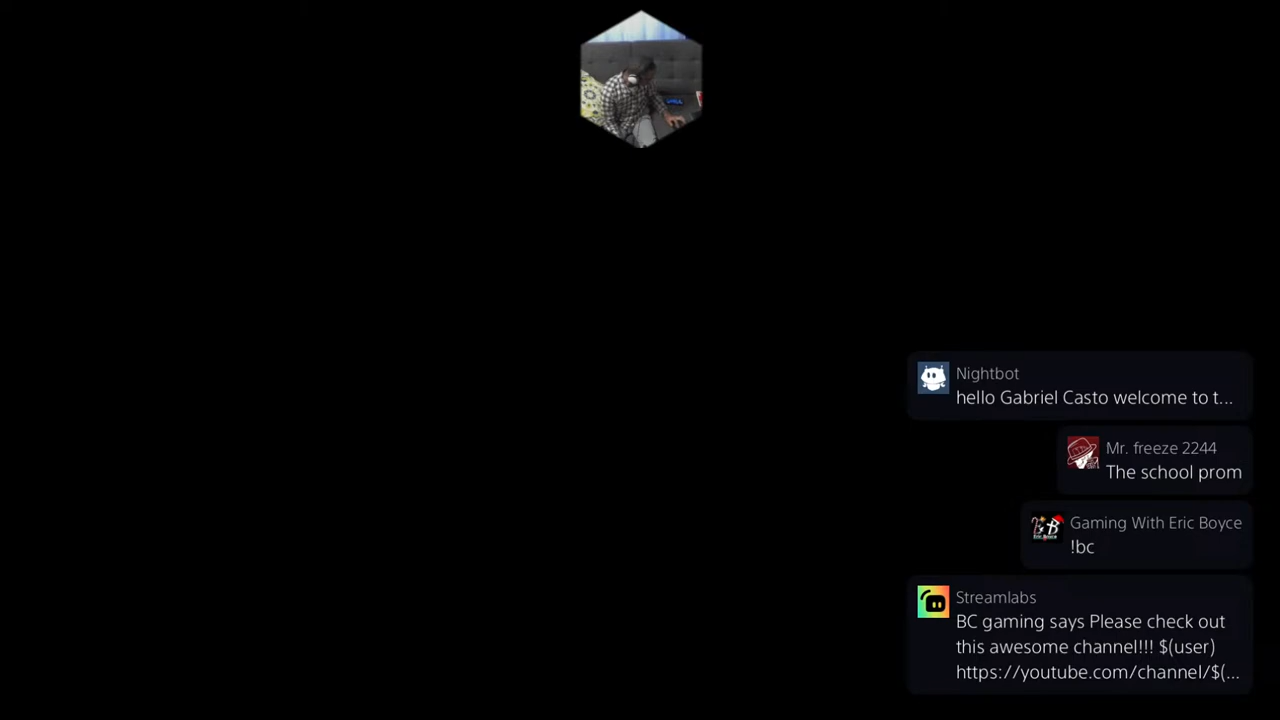 Nightbot
hello Gabriel Casto welcome to t...
Mr. freeze 2244
The school prom
Gaming With Eric Boyce
!bc
Streamlabs
BC gaming says Please check out
this awesome channel!!! $(user)
https://youtube.com/channel/$(...